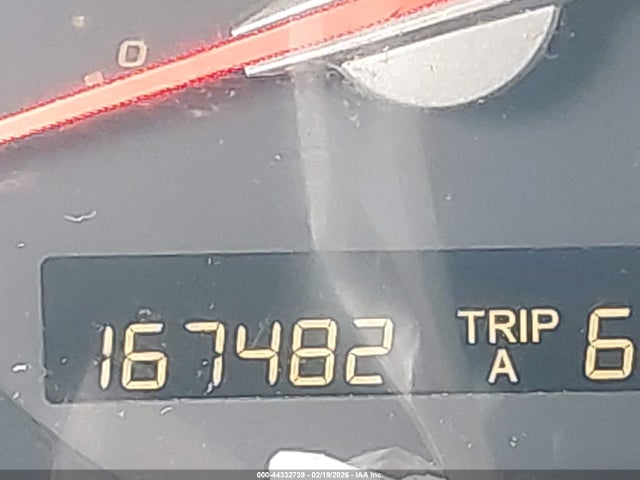 0
167482 TRIP 6
A
000-44332739 - 02/19/2026 - IAA Inc.